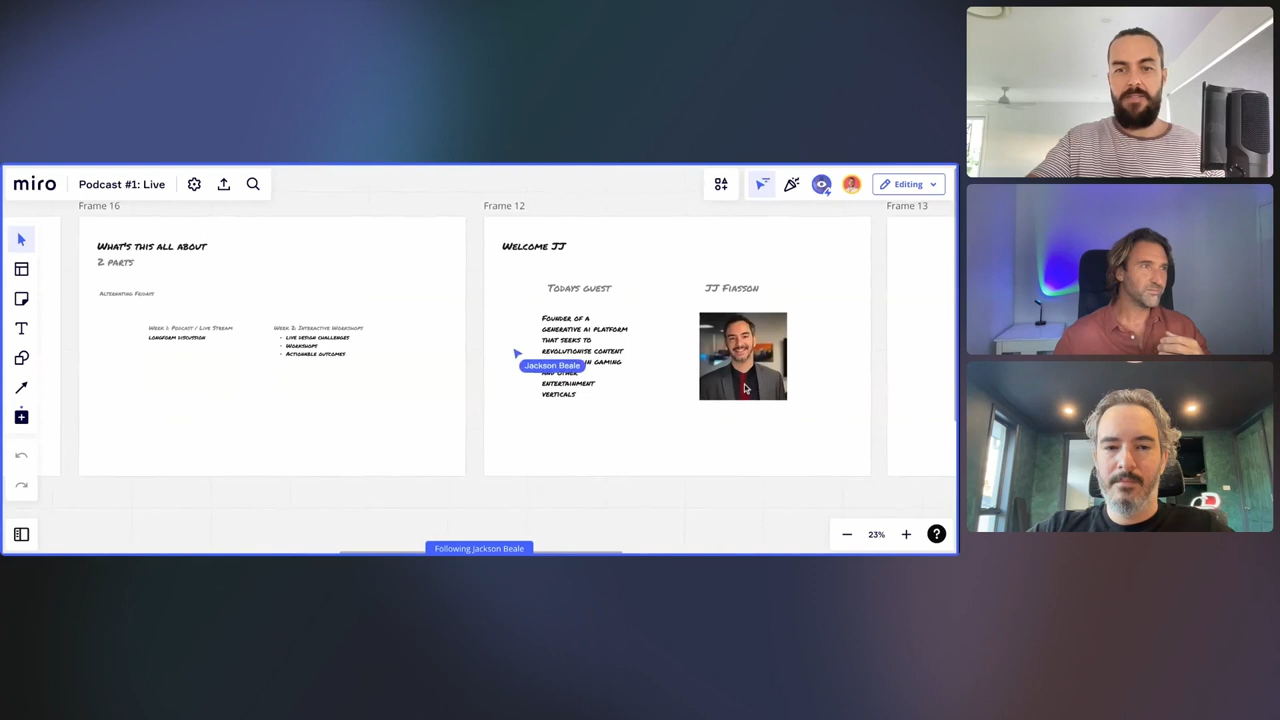 miro
Podcast #1: Live
Editing
Frame 16
Frame 12
Frame 13
What's this all about
2 parts
Alternating Fridays
Week 1: Podcast / Live Stream
Longform discussion
Week 2: Interactive Workshops
Live design challenges
Workshops
Actionable outcomes
Welcome JJ
Todays guest
JJ Fiasson
Founder of a
generative AI platform
that seeks to
revolutionise content
in gaming
and other
entertainment
verticals
Jackson Beale
Following Jackson Beale
23%